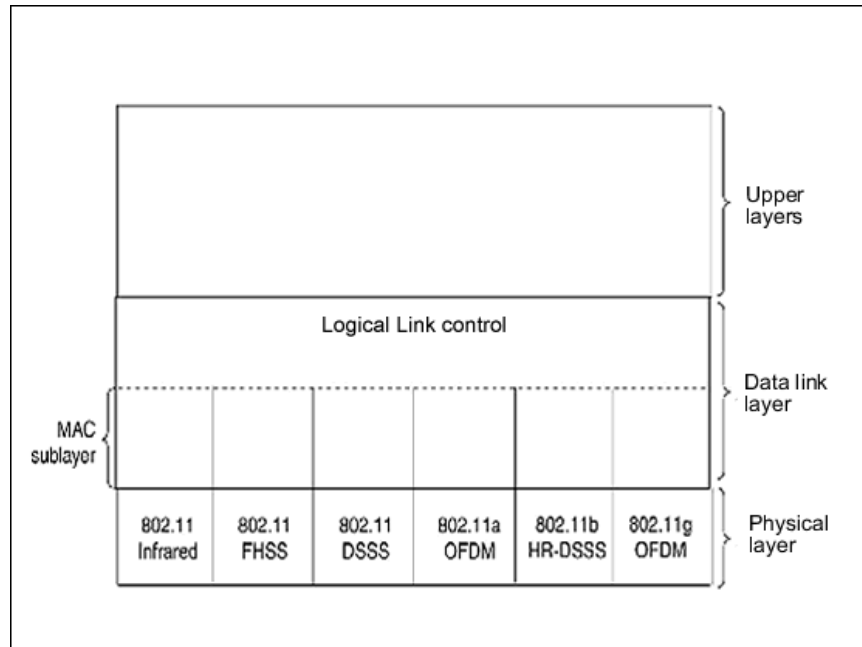 Upper
layers
Logical Link control
Data link
layer
MAC
sublayer
802.11
Infrared
802.11
FHSS
802.11
DSSS
802.11a
OFDM
802.11b
HR-DSSS
802.11g
OFDM
Physical
layer